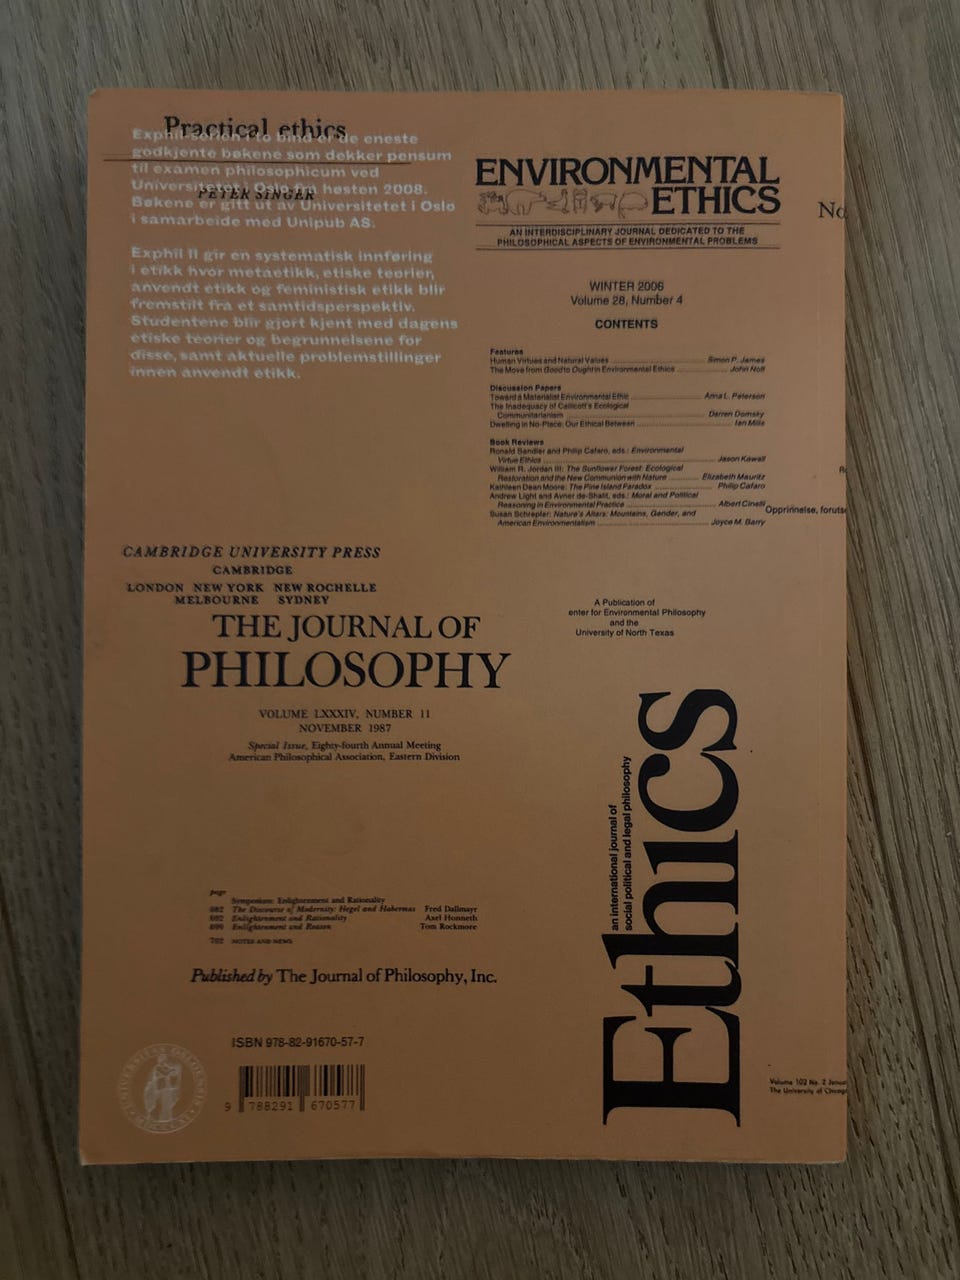 Practical ethics
PETER SINGER
Exphil-serien i to bind er de eneste
godkjente bøkene som dekker pensum
til examen philosophicum ved
Universitetet i Oslo fra høsten 2008.
Bøkene er gitt ut av Universitetet i Oslo
i samarbeide med Unipub AS.
Exphil II gir en systematisk innføring
i etikk hvor metaetikk, etiske teorier,
anvendt etikk og feministisk etikk blir
fremstilt fra et samtidsperspektiv.
Studentene blir gjort kjent med dagens
etiske teorier og begrunnelsene for
disse, samt aktuelle problemstillinger
innen anvendt etikk.
ENVIRONMENTAL
ETHICS
AN INTERDISCIPLINARY JOURNAL DEDICATED TO THE
PHILOSOPHICAL ASPECTS OF ENVIRONMENTAL PROBLEMS
No
WINTER 2006
Volume 28, Number 4
CONTENTS
Features
Human Virtues and Natural Values Simon P. James
The Move from Good to Ought in Environmental Ethics John Nolt
Discussion Papers
Toward a Materialist Environmental Ethic Anna L. Peterson
The Inadequacy of Callicott's Ecological
Communitarianism Darren Domsky
Dwelling in No-Place: Our Ethical Between Ian Mills
Book Reviews
Ronald Sandler and Philip Cafaro, eds.: Environmental
Virtue Ethics Jason Kawall
William R. Jordan III: The Sunflower Forest: Ecological
Restoration and the New Communion with Nature Elizabeth Mauritz
Kathleen Dean Moore: The Pine Island Paradox Philip Cafaro
Andrew Light and Avner de-Shalit, eds.: Moral and Political
Reasoning in Environmental Practice Albert Cinelli
Susan Schrepfer: Nature's Altars: Mountains, Gender, and
American Environmentalism Joyce M. Barry
Opprinnelse, foruts
A Publication of
enter for Environmental Philosophy
and the
University of North Texas
CAMBRIDGE UNIVERSITY PRESS
CAMBRIDGE
LONDON NEW YORK NEW ROCHELLE
MELBOURNE SYDNEY
THE JOURNAL OF
PHILOSOPHY
VOLUME LXXXIV, NUMBER 11
NOVEMBER 1987
Special Issue, Eighty-fourth Annual Meeting
American Philosophical Association, Eastern Division
page
Symposium: Enlightenment and Rationality
682 The Discourse of Modernity: Hegel and Habermas Fred Dallmayr
692 Enlightenment and Rationality Axel Honneth
699 Enlightenment and Reason Tom Rockmore
702 NOTES AND NEWS
Published by The Journal of Philosophy, Inc.
Ethics
an international journal of
social political and legal philosophy
Volume 102 No. 2 Janua
The University of Chicago
ISBN 978-82-91670-57-7
9 788291 670577